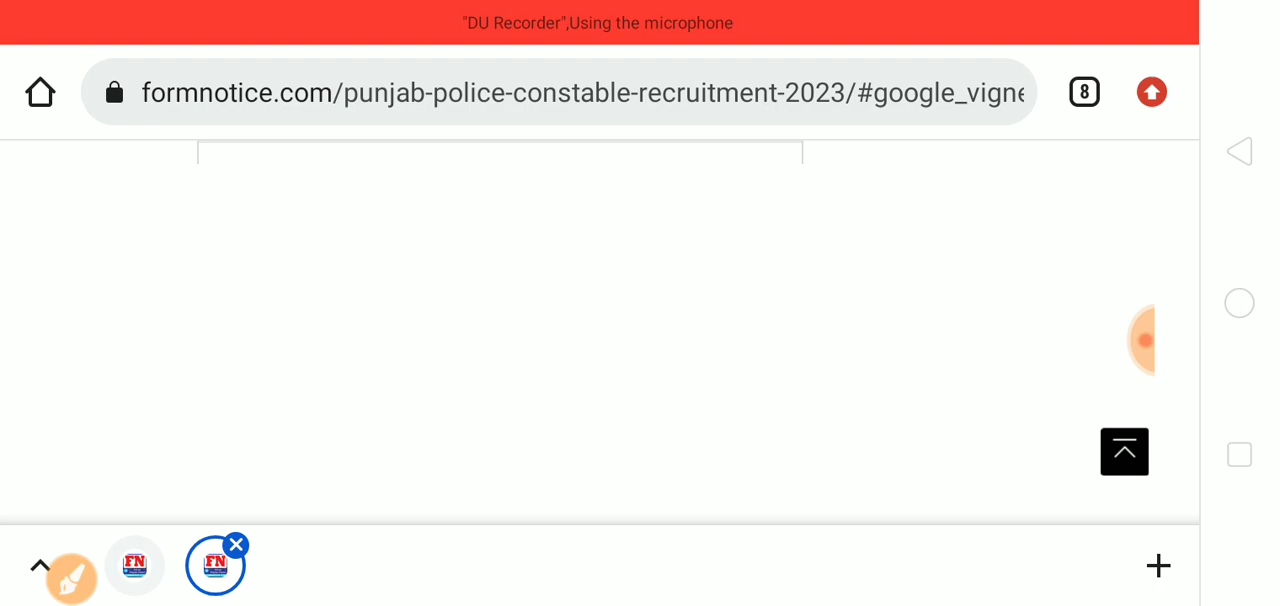 "DU Recorder",Using the microphone
formnotice.com/punjab-police-constable-recruitment-2023/#google_vigne
8
FN
FN